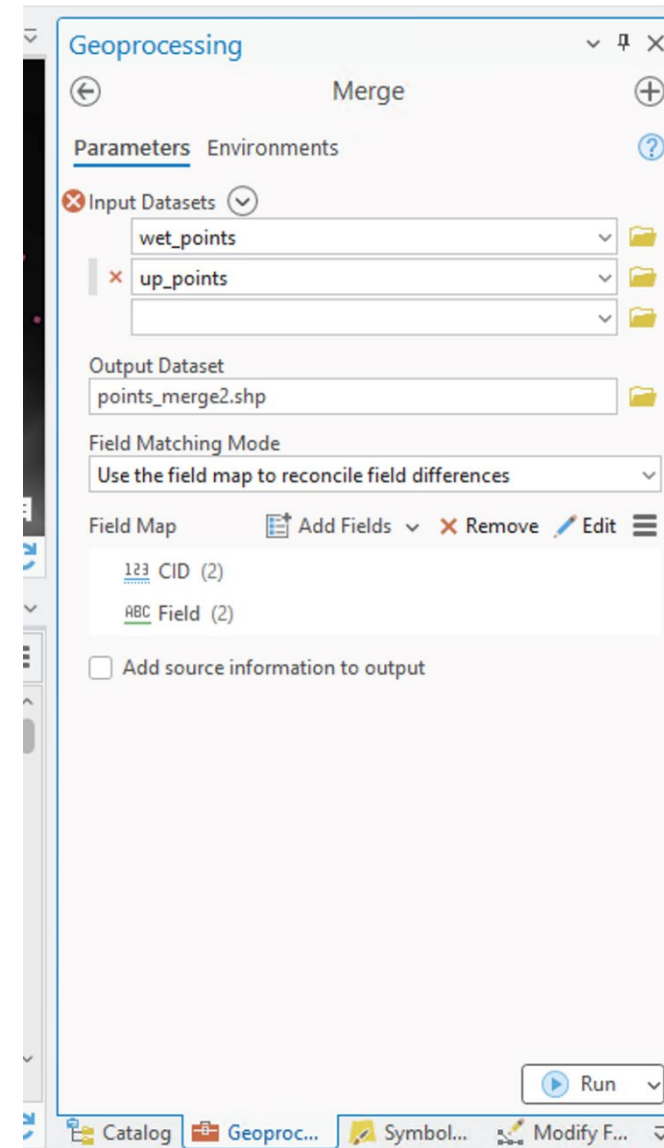 Geoprocessing
Merge
Parameters Environments
Input Datasets
wet_points
up_points
Output Dataset
points_merge2.shp
Field Matching Mode
Use the field map to reconcile field differences
Field Map Add Fields Remove Edit
123 CID (2)
ABC Field (2)
Add source information to output
Run
Catalog Geoproc... Symbol... Modify F...